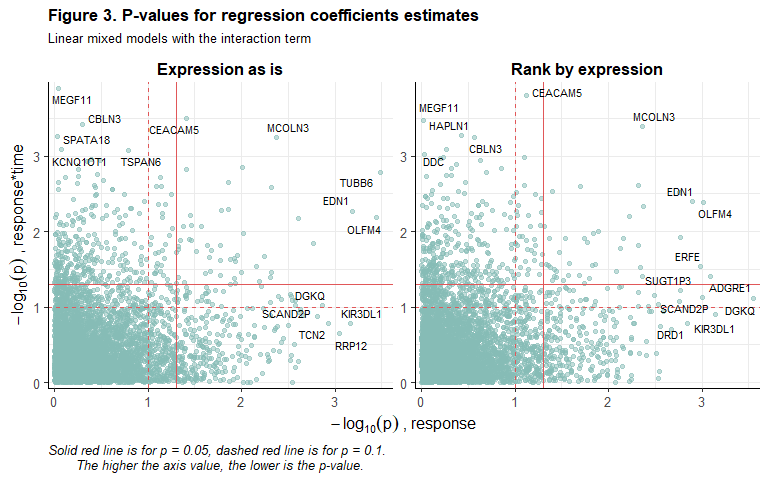 Figure 3. P-values for regression coefficients estimates
Linear mixed models with the interaction term
Expression as is
Rank by expression
MEGF11
CBLN3
CEACAM5
MCOLN3
SPATA18
KCNQ1OT1
TSPAN6
TUBB6
EDN1
OLFM4
DGKQ
SCAND2P
KIR3DL1
TCN2
RRP12
CEACAM5
MEGF11
HAPLN1
MCOLN3
CBLN3
DDC
EDN1
OLFM4
ERFE
SUGT1P3
ADGRE1
SCAND2P
DGKQ
KIR3DL1
DRD1
−log10(p) , response*time
3
2
1
0
3
2
1
0
0 1 2 3
0 1 2 3
−log10(p) , response
Solid red line is for p = 0.05, dashed red line is for p = 0.1.
The higher the axis value, the lower is the p-value.